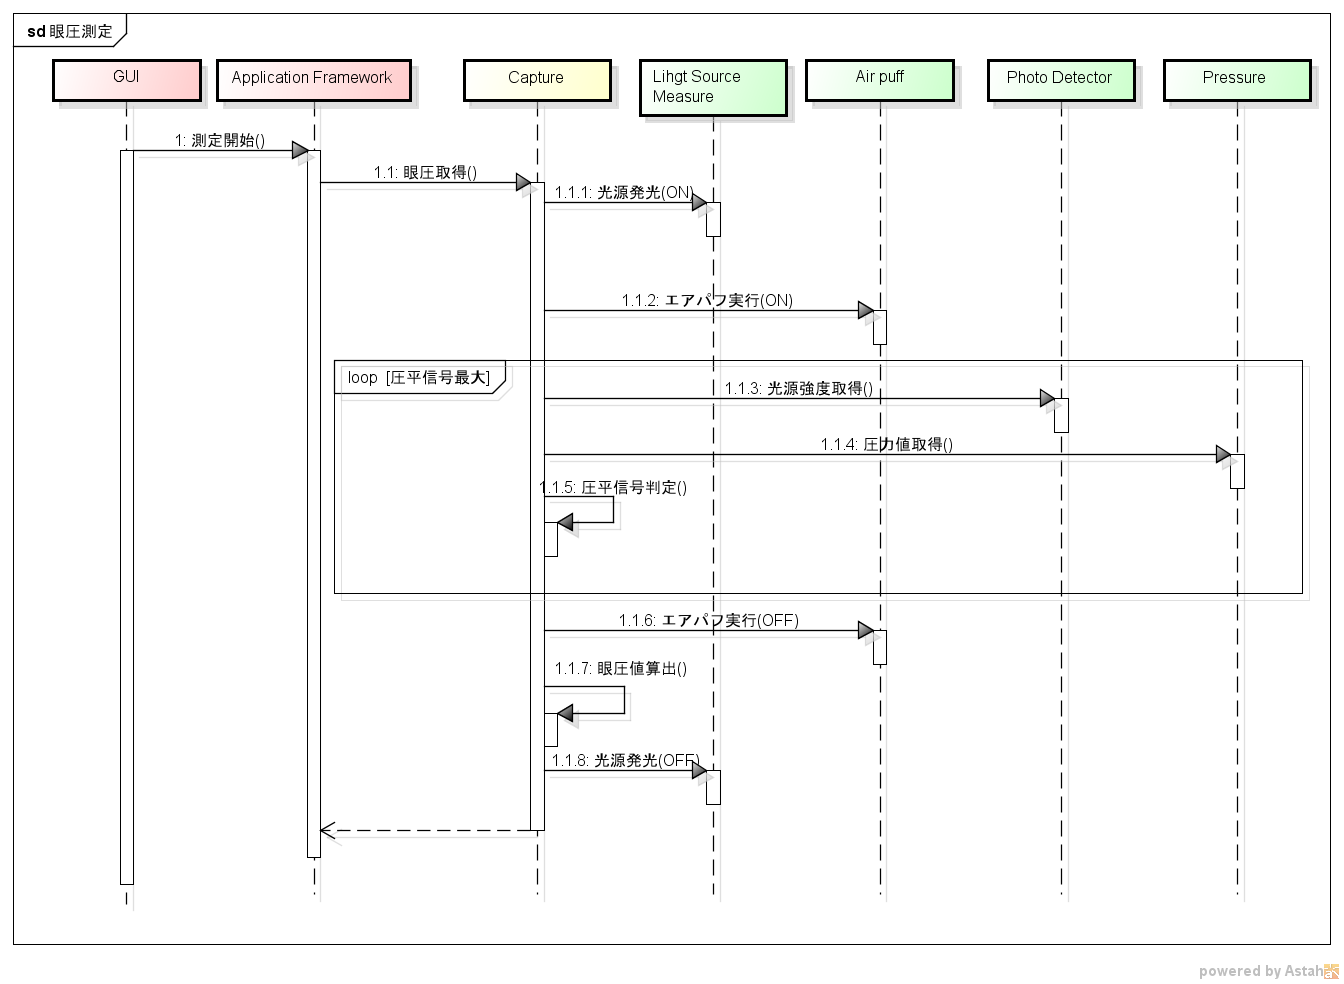 sd 眼圧測定
GUI
Application Framework
Capture
Lihgt Source
Measure
Air puff
Photo Detector
Pressure
1: 測定開始()
1.1: 眼圧取得()
1.1.1: 光源発光(ON)
1.1.2: エアパフ実行(ON)
loop [圧平信号最大]
1.1.3: 光源強度取得()
1.1.4: 圧力値取得()
1.1.5: 圧平信号判定()
1.1.6: エアパフ実行(OFF)
1.1.7: 眼圧値算出()
1.1.8: 光源発光(OFF)
powered by Astah